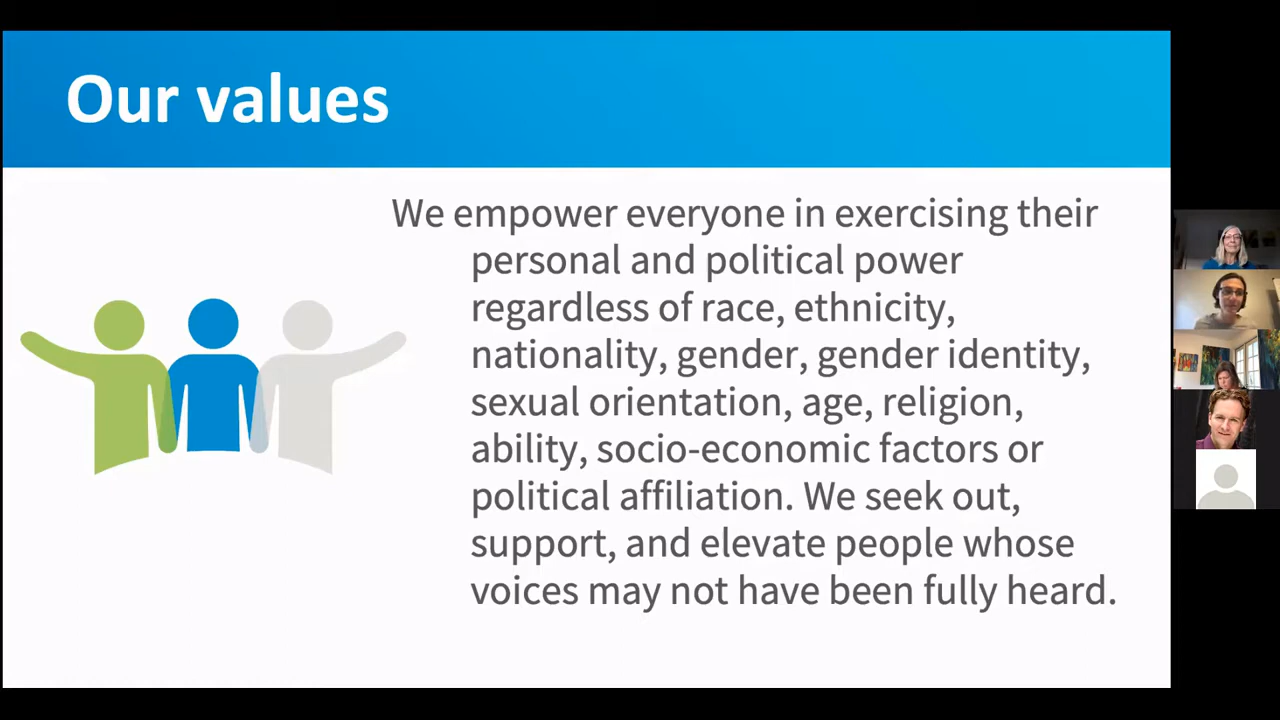 Our values
We empower everyone in exercising their
personal and political power
regardless of race, ethnicity,
nationality, gender, gender identity,
sexual orientation, age, religion,
ability, socio-economic factors or
political affiliation. We seek out,
support, and elevate people whose
voices may not have been fully heard.